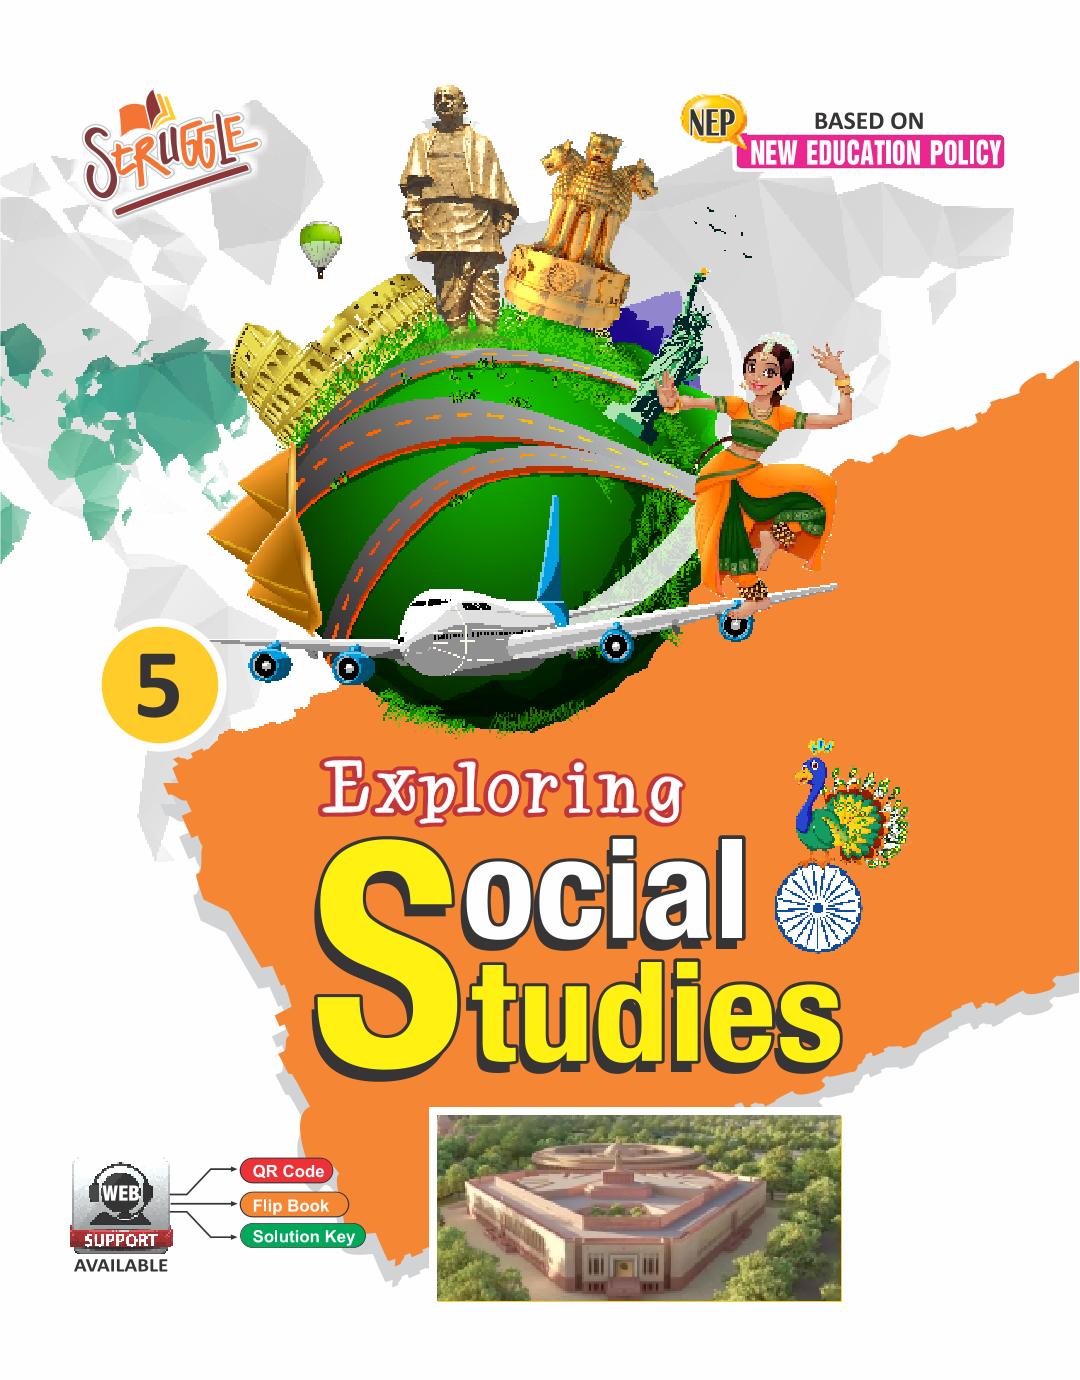 STRUGGLE
NEP
BASED ON
NEW EDUCATION POLICY
5
Exploring
Social
Studies
WEB
SUPPORT
AVAILABLE
QR Code
Flip Book
Solution Key